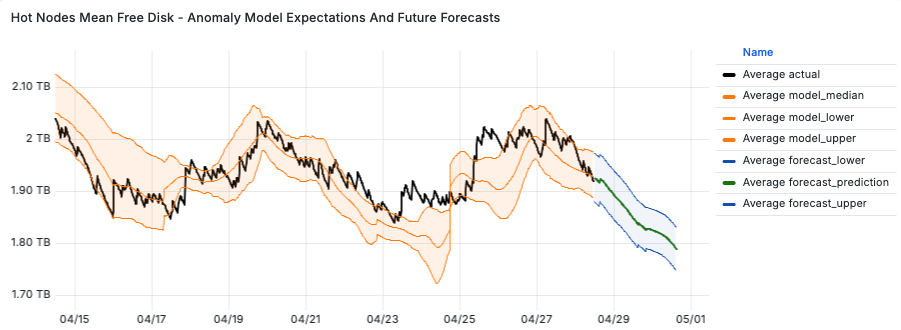 Hot Nodes Mean Free Disk - Anomaly Model Expectations And Future Forecasts
Name
Average actual
Average model_median
Average model_lower
Average model_upper
Average forecast_lower
Average forecast_prediction
Average forecast_upper
2.10 TB
2 TB
1.90 TB
1.80 TB
1.70 TB
04/15 04/17 04/19 04/21 04/23 04/25 04/27 04/29 05/01